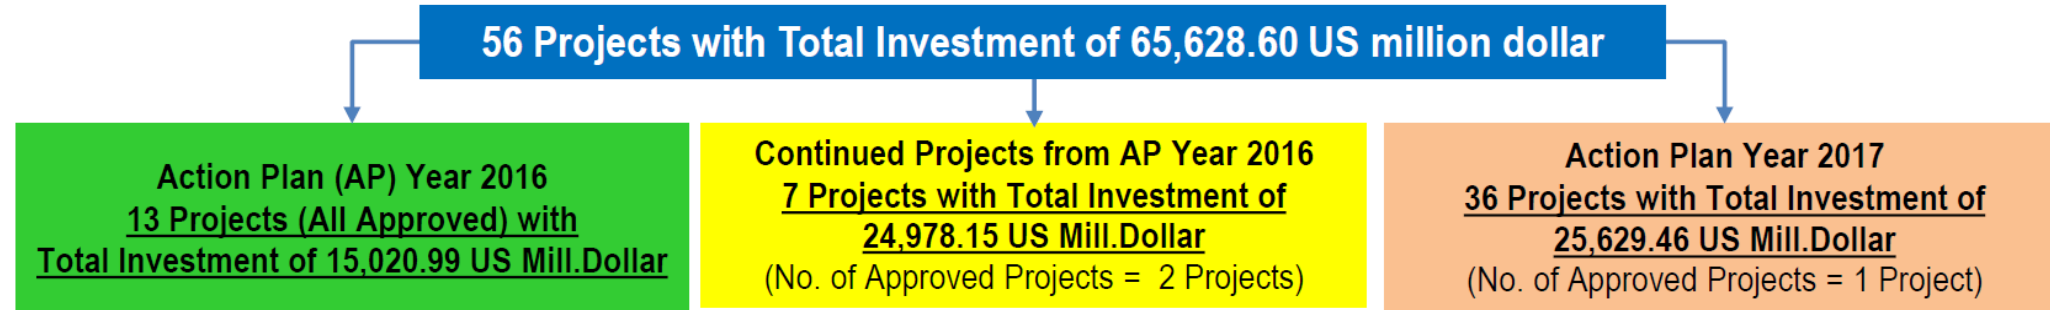 56 Projects with Total Investment of 65,628.60 US million dollar
Action Plan (AP) Year 2016
13 Projects (All Approved) with
Total Investment of 15,020.99 US Mill.Dollar
Continued Projects from AP Year 2016
7 Projects with Total Investment of
24,978.15 US Mill.Dollar
(No. of Approved Projects = 2 Projects)
Action Plan Year 2017
36 Projects with Total Investment of
25,629.46 US Mill.Dollar
(No. of Approved Projects = 1 Project)